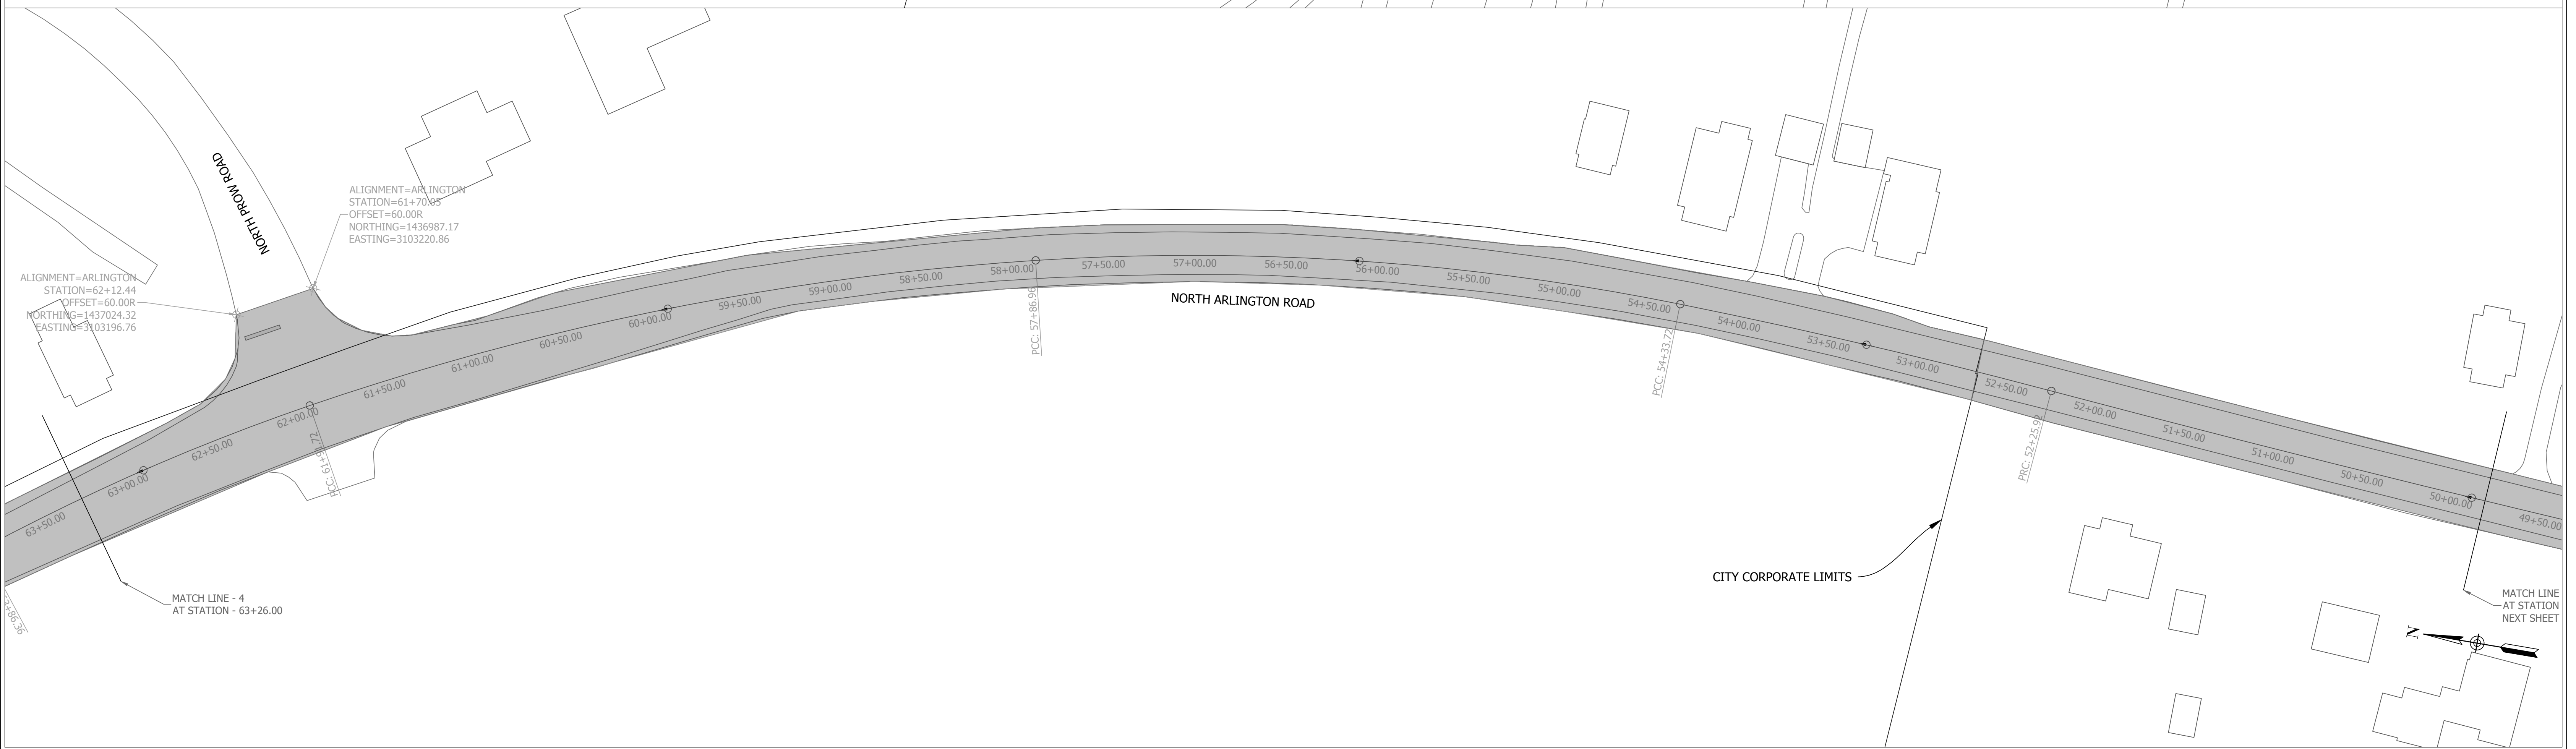 NORTH PROW ROAD
ALIGNMENT=ARLINGTON
STATION=61+70.05
OFFSET=60.00R
NORTHING=1436987.17
EASTING=3103220.86
ALIGNMENT=ARLINGTON
STATION=62+12.44
OFFSET=60.00R
NORTHING=1437024.32
EASTING=3103196.76
63+50.00
63+00.00
62+50.00
62+00.00
61+50.00
61+00.00
60+50.00
60+00.00
59+50.00
59+00.00
58+50.00
58+00.00
57+50.00
57+00.00
56+50.00
56+00.00
55+50.00
55+00.00
54+50.00
54+00.00
53+50.00
53+00.00
52+50.00
52+00.00
51+50.00
51+00.00
50+50.00
50+00.00
49+50.00
PCC: 57+86.96
PCC: 54+33.72
PRC: 52+25.92
NORTH ARLINGTON ROAD
CITY CORPORATE LIMITS
MATCH LINE - 4
AT STATION - 63+26.00
MATCH LINE
AT STATION
NEXT SHEET
N